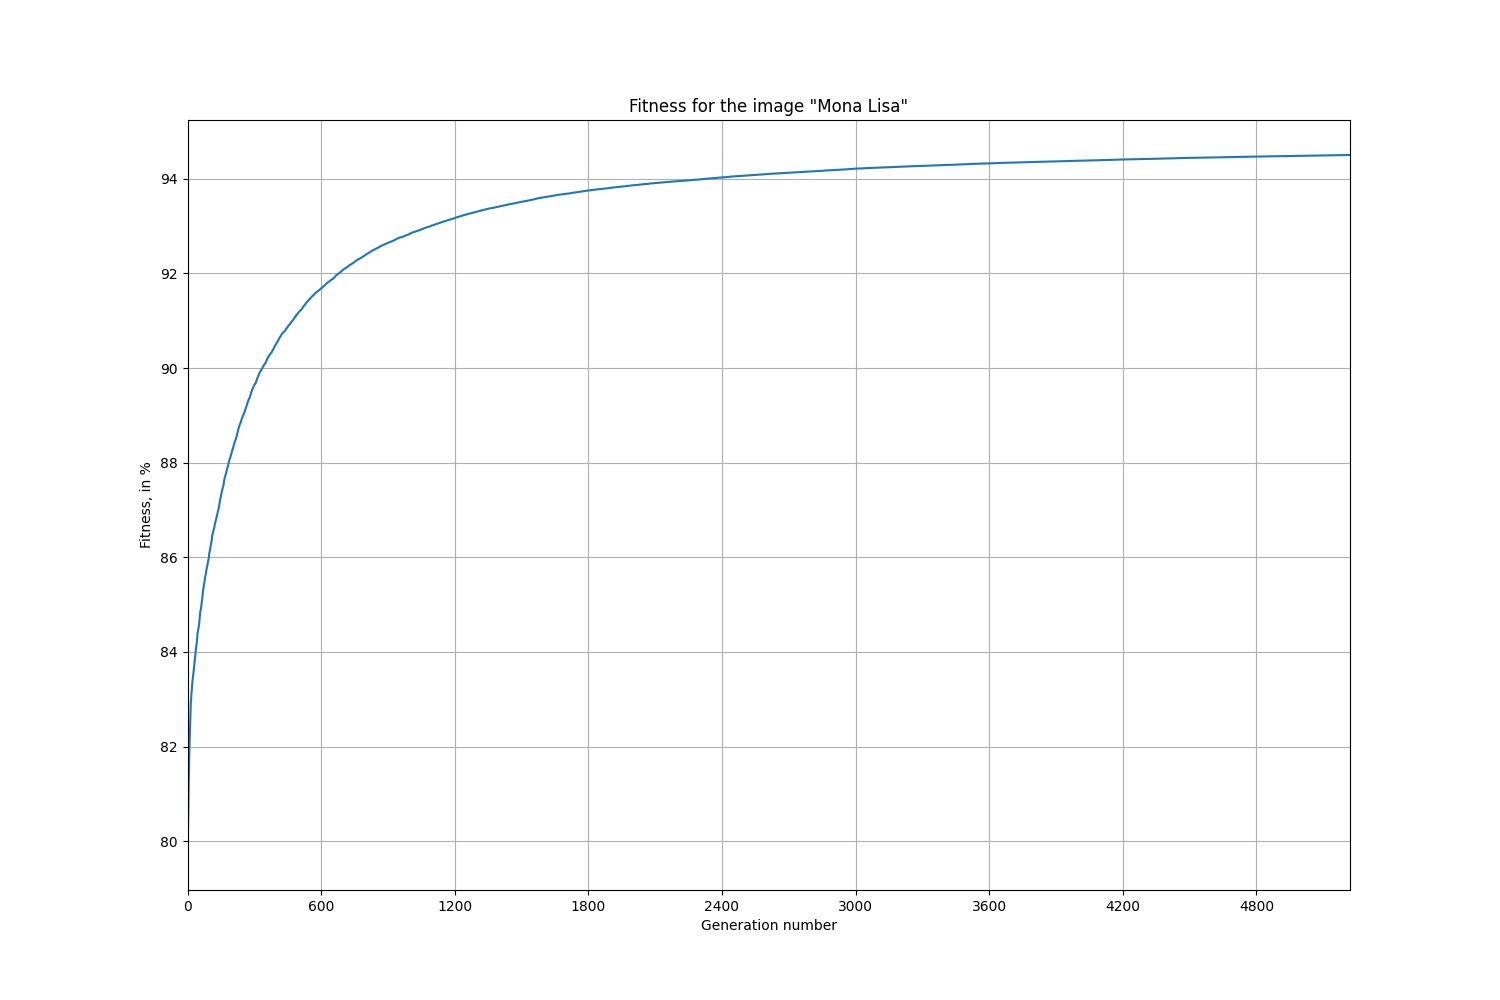 Fitness for the image "Mona Lisa"
Fitness, in %
94
92
90
88
86
84
82
80
0 600 1200 1800 2400 3000 3600 4200 4800
Generation number